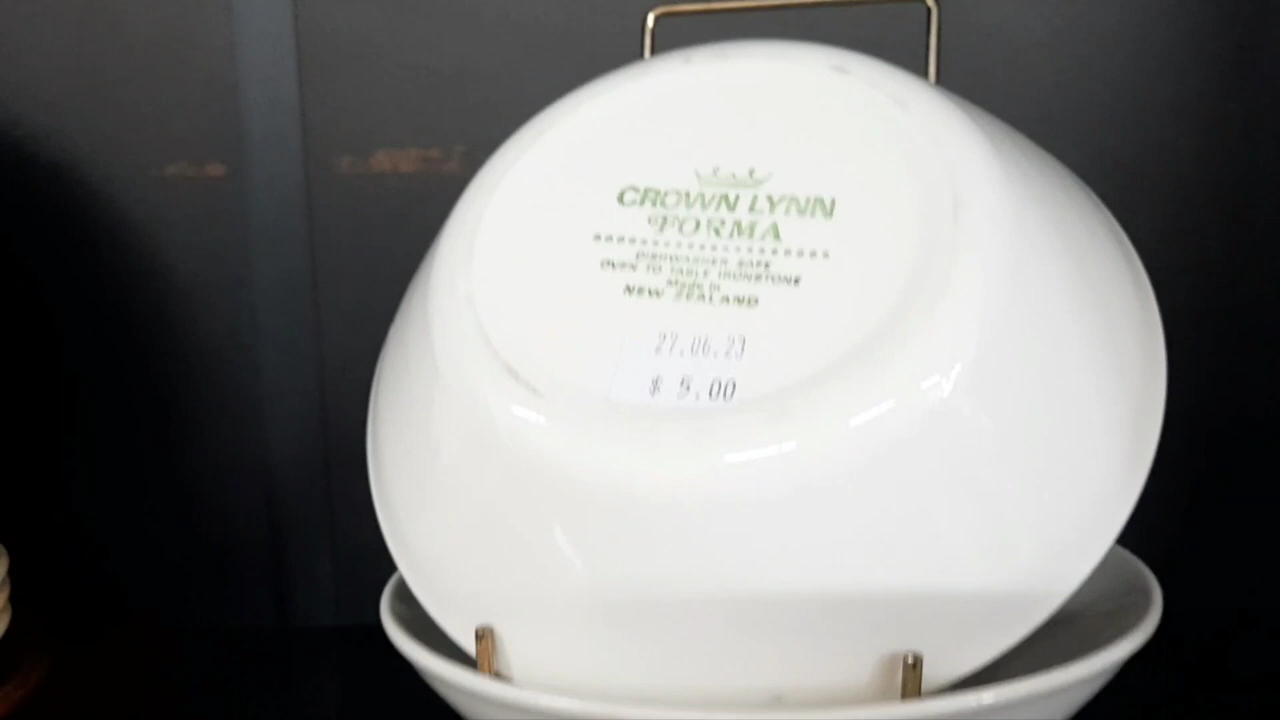 CROWN LYNN
FORMA
DISHWASHER SAFE
OVEN TO TABLE IRONSTONE
Made in
NEW ZEALAND
27.06.23
$ 5.00